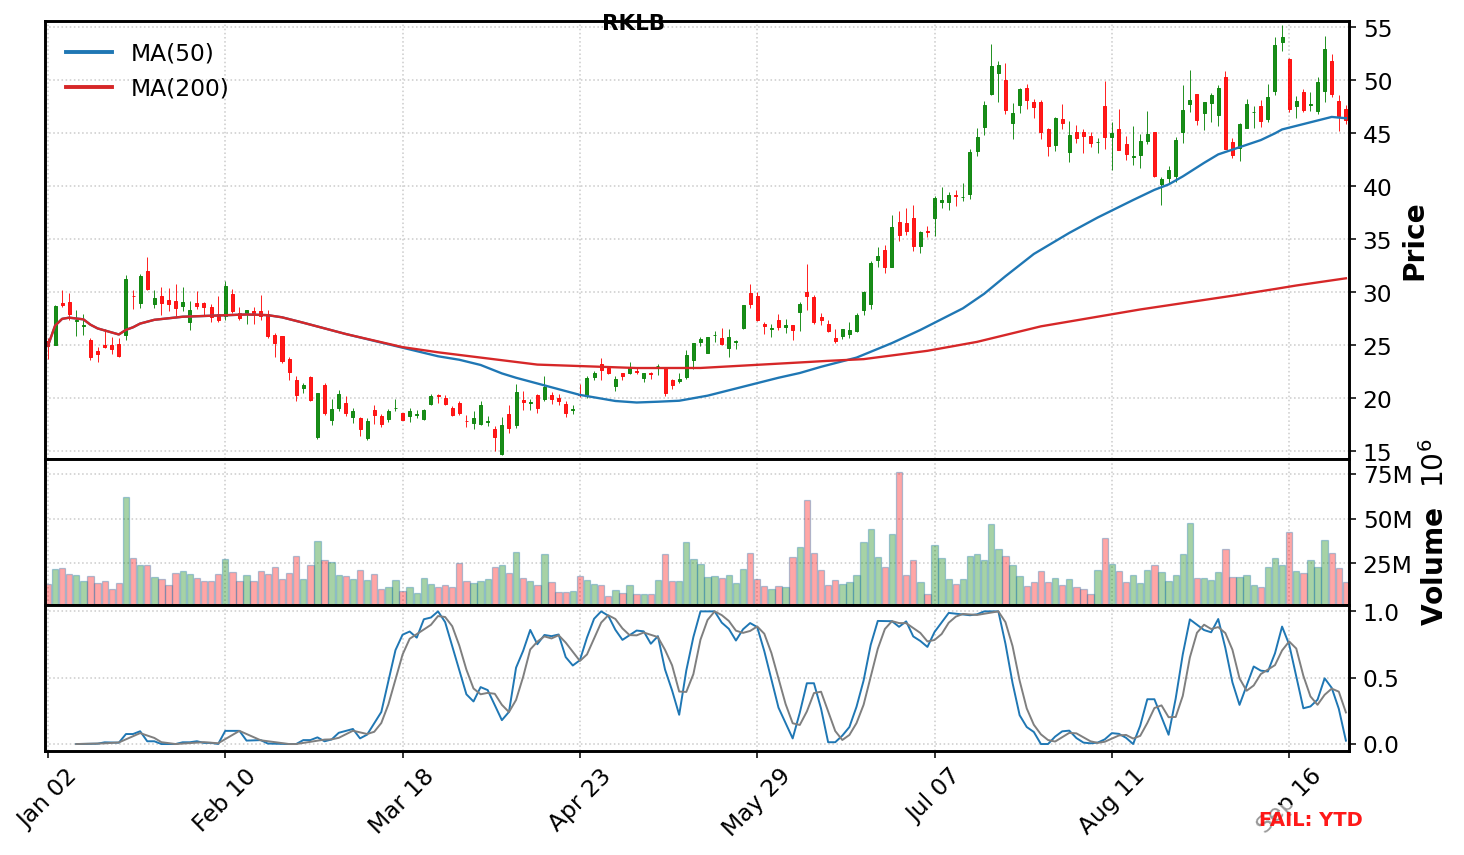 RKLB
MA(50)
MA(200)
55
50
45
40
35
30
25
20
15
Price
75M
50M
25M
Volume 10^6
1.0
0.5
0.0
Jan 02
Feb 10
Mar 18
Apr 23
May 29
Jul 07
Aug 11
Sep 16
FAIL: YTD